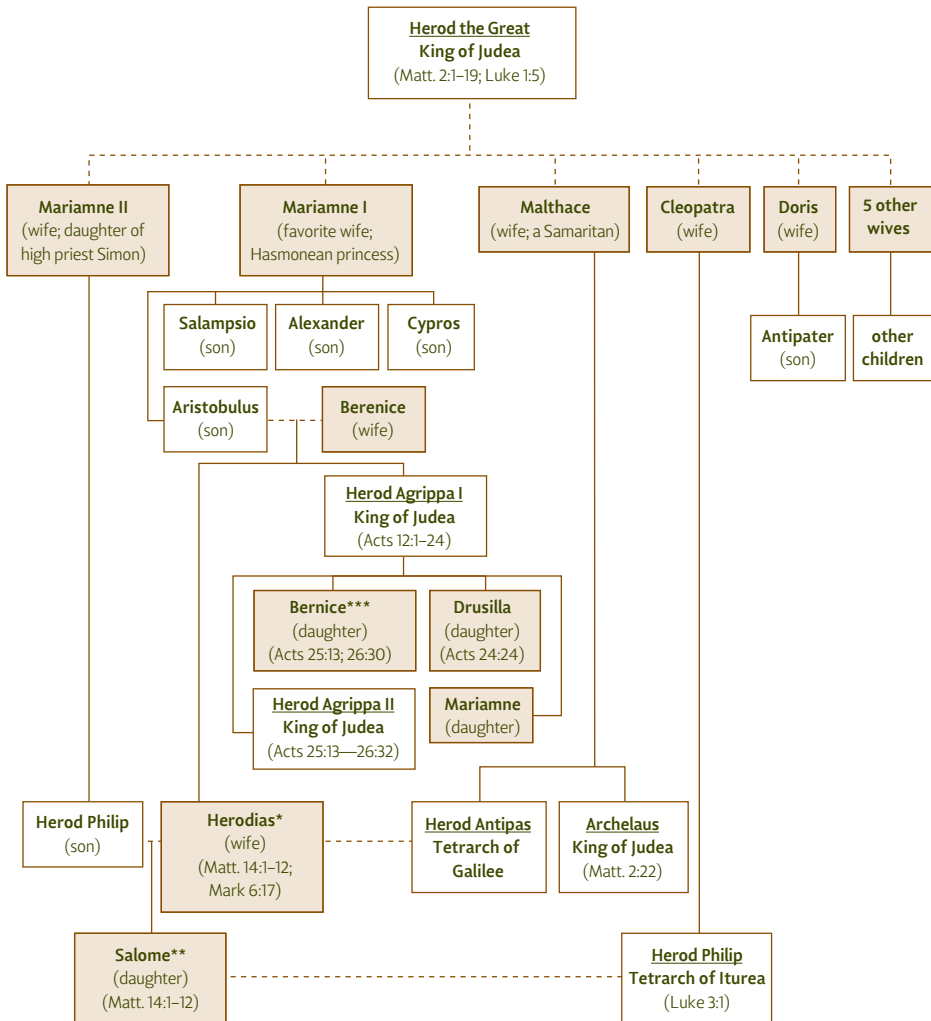 Herod the Great
King of Judea
(Matt. 2:1–19; Luke 1:5)
Mariamne II
(wife; daughter of
high priest Simon)
Mariamne I
(favorite wife;
Hasmonean princess)
Malthace
(wife; a Samaritan)
Cleopatra
(wife)
Doris
(wife)
5 other
wives
Salampsio
(son)
Alexander
(son)
Cypros
(son)
Antipater
(son)
other
children
Aristobulus
(son)
Berenice
(wife)
Herod Agrippa I
King of Judea
(Acts 12:1–24)
Bernice***
(daughter)
(Acts 25:13; 26:30)
Drusilla
(daughter)
(Acts 24:24)
Herod Agrippa II
King of Judea
(Acts 25:13—26:32)
Mariamne
(daughter)
Herod Philip
(son)
Herodias*
(wife)
(Matt. 14:1–12;
Mark 6:17)
Herod Antipas
Tetrarch of
Galilee
Archelaus
King of Judea
(Matt. 2:22)
Salome**
(daughter)
(Matt. 14:1–12)
Herod Philip
Tetrarch of Iturea
(Luke 3:1)